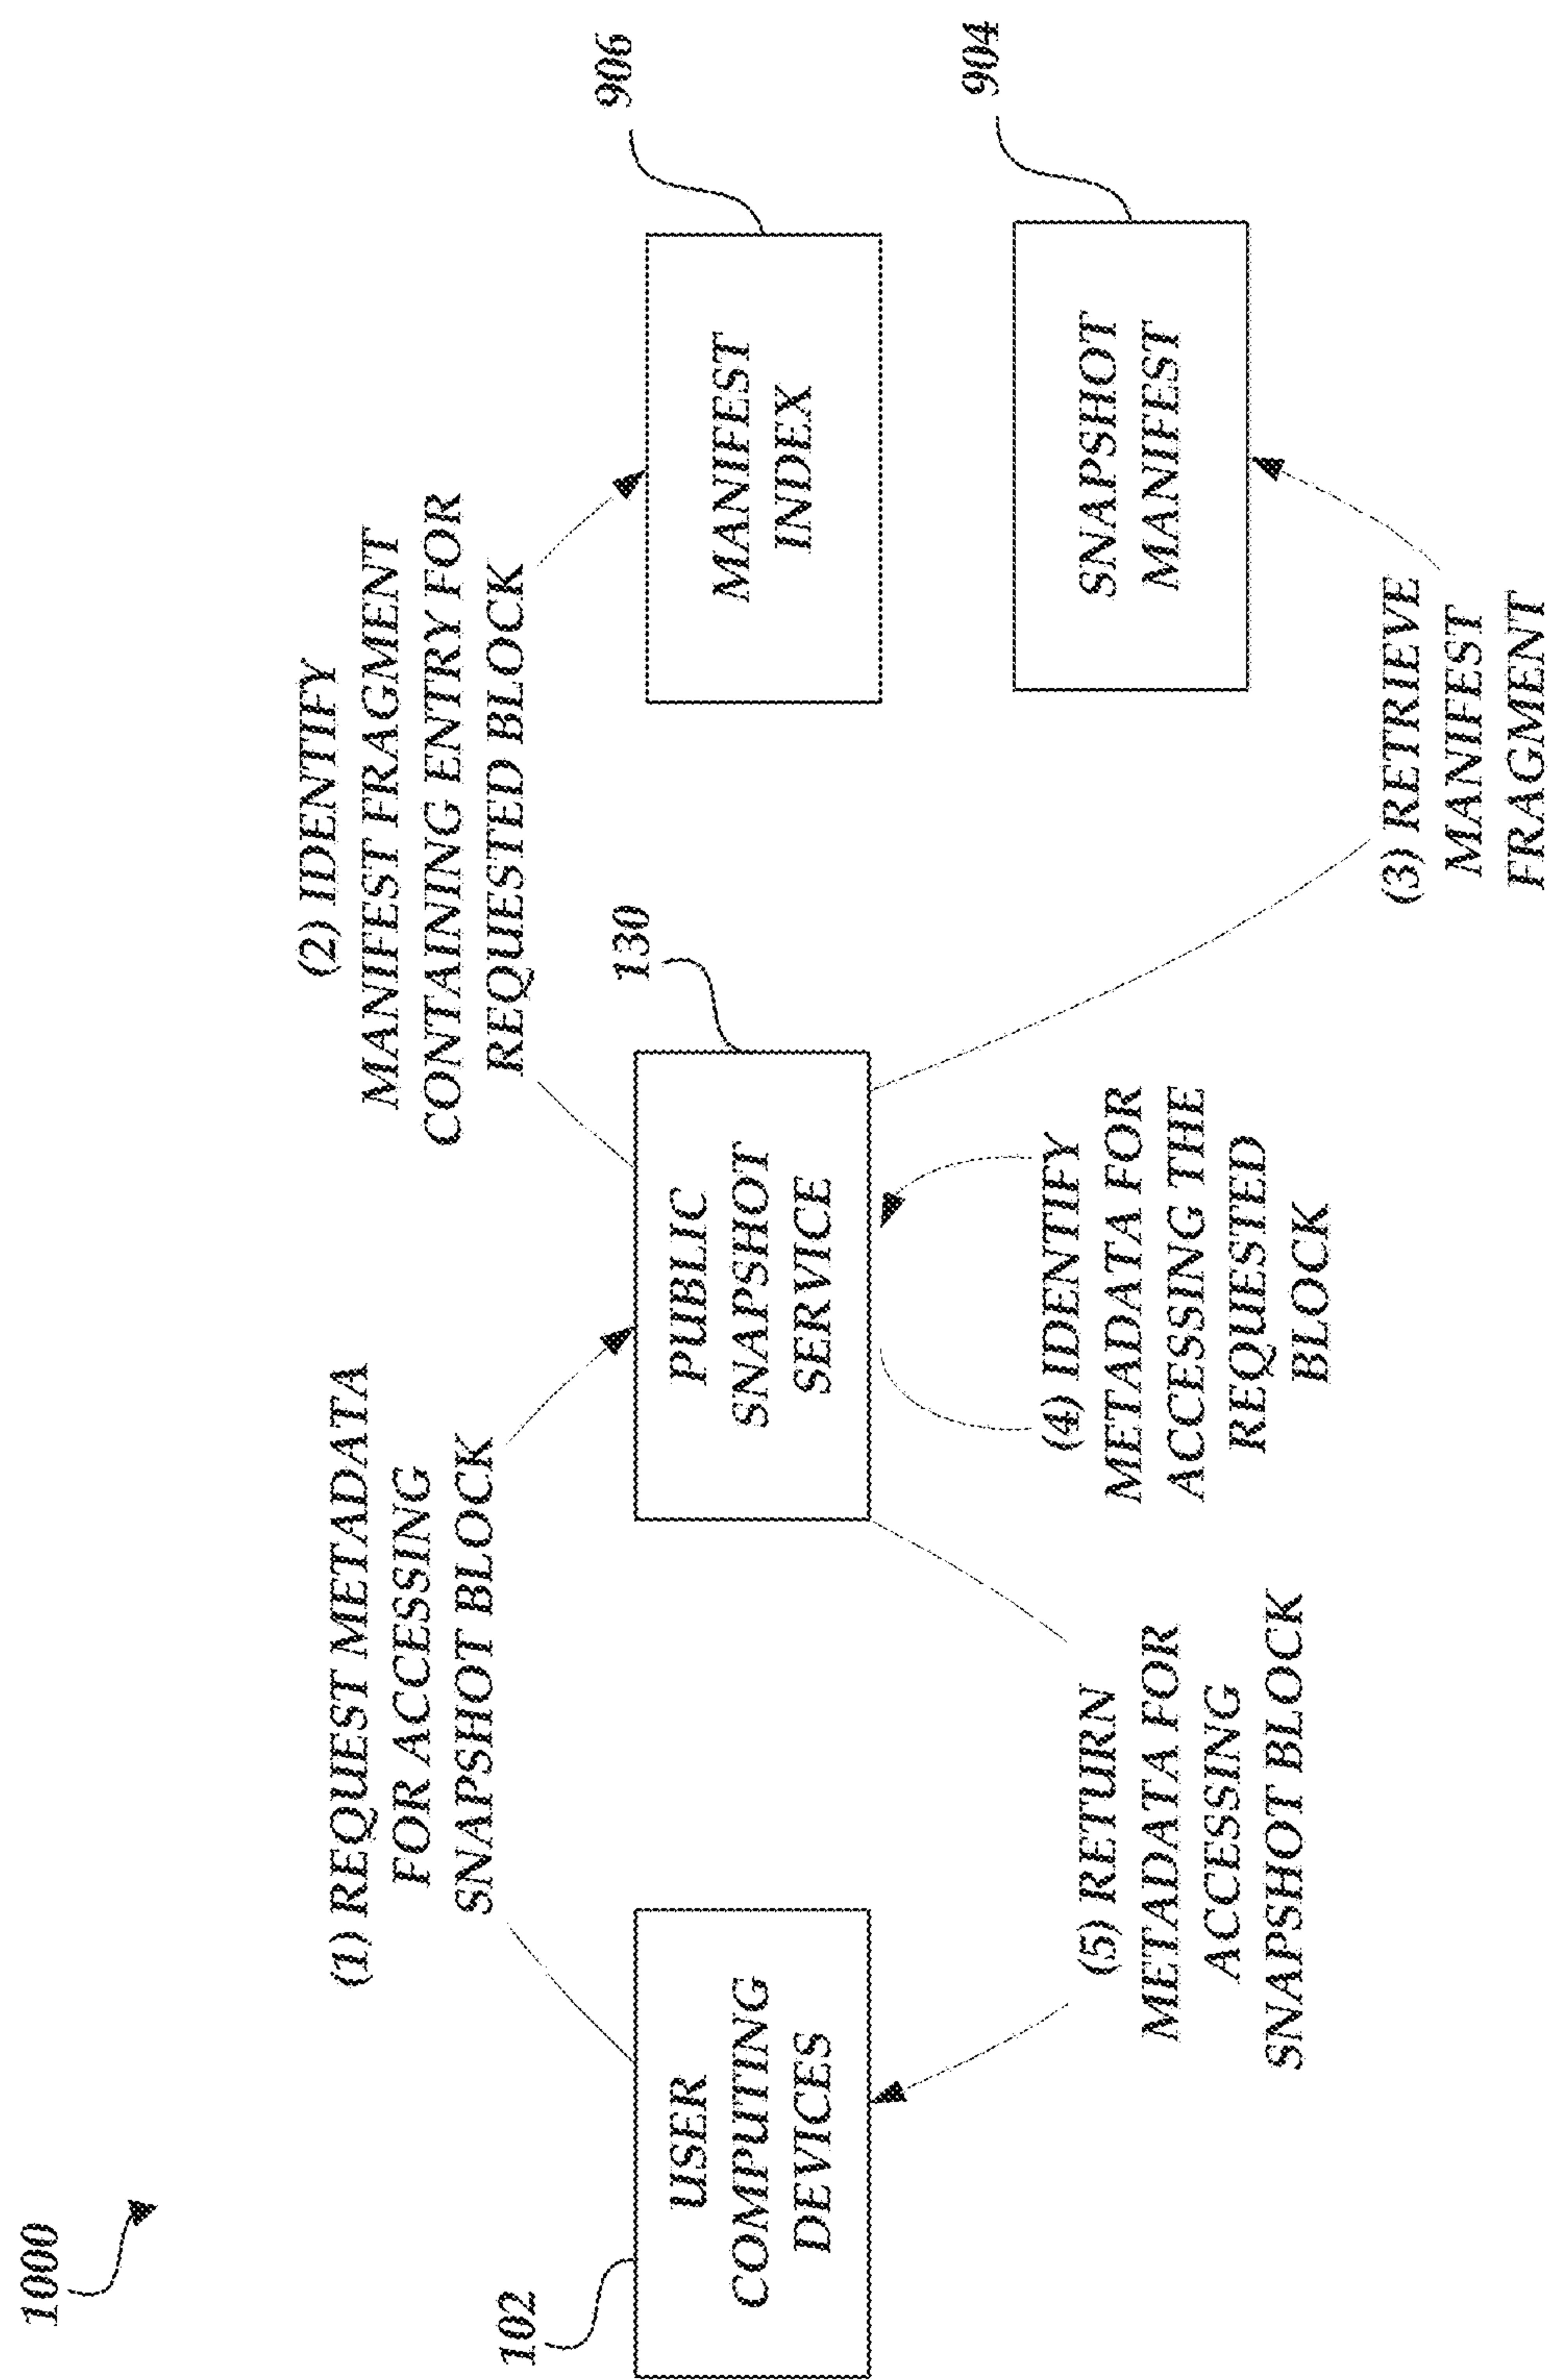 1000
(1) REQUEST METADATA
FOR ACCESSING
SNAPSHOT BLOCK
(2) IDENTIFY
MANIFEST FRAGMENT
CONTAINING ENTRY FOR
REQUESTED BLOCK
102
USER
COMPUTING
DEVICES
130
PUBLIC
SNAPSHOT
SERVICE
906
MANIFEST
INDEX
904
SNAPSHOT
MANIFEST
(5) RETURN
METADATA FOR
ACCESSING
SNAPSHOT BLOCK
(4) IDENTIFY
METADATA FOR
ACCESSING THE
REQUESTED
BLOCK
(3) RETRIEVE
MANIFEST
FRAGMENT